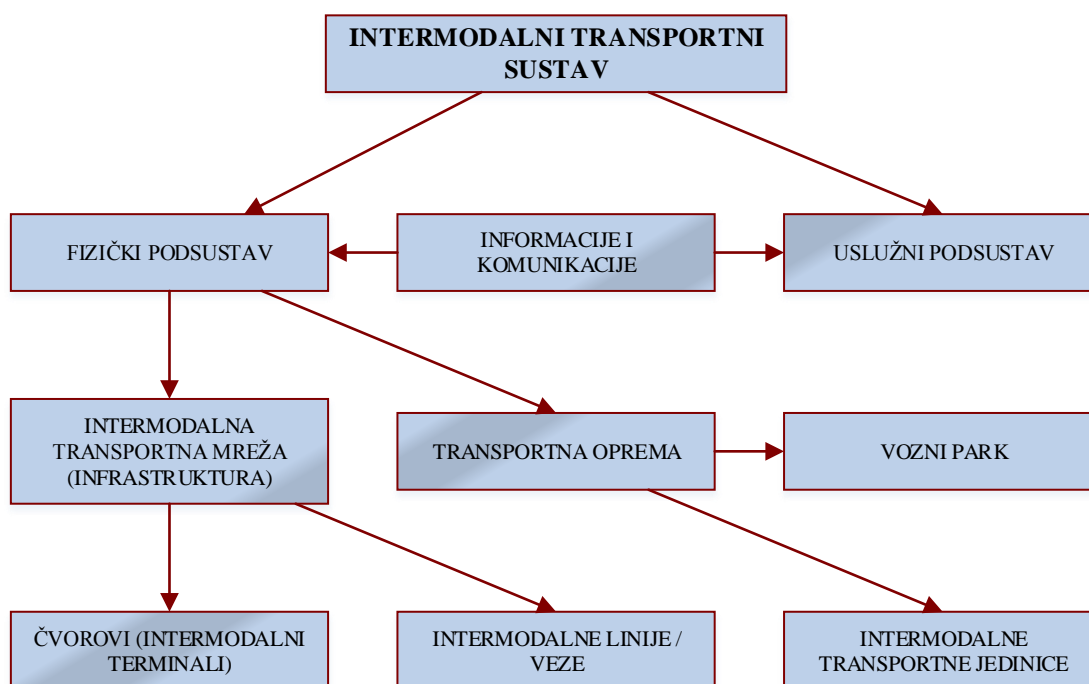 INTERMODALNI TRANSPORTNI
SUSTAV
FIZIČKI PODSUSTAV
INFORMACIJE I
KOMUNIKACIJE
USLUŽNI PODSUSTAV
INTERMODALNA
TRANSPORTNA MREŽA
(INFRASTRUKTURA)
TRANSPORTNA OPREMA
VOZNI PARK
ČVOROVI (INTERMODALNI
TERMINALI)
INTERMODALNE LINIJE /
VEZE
INTERMODALNE
TRANSPORTNE JEDINICE